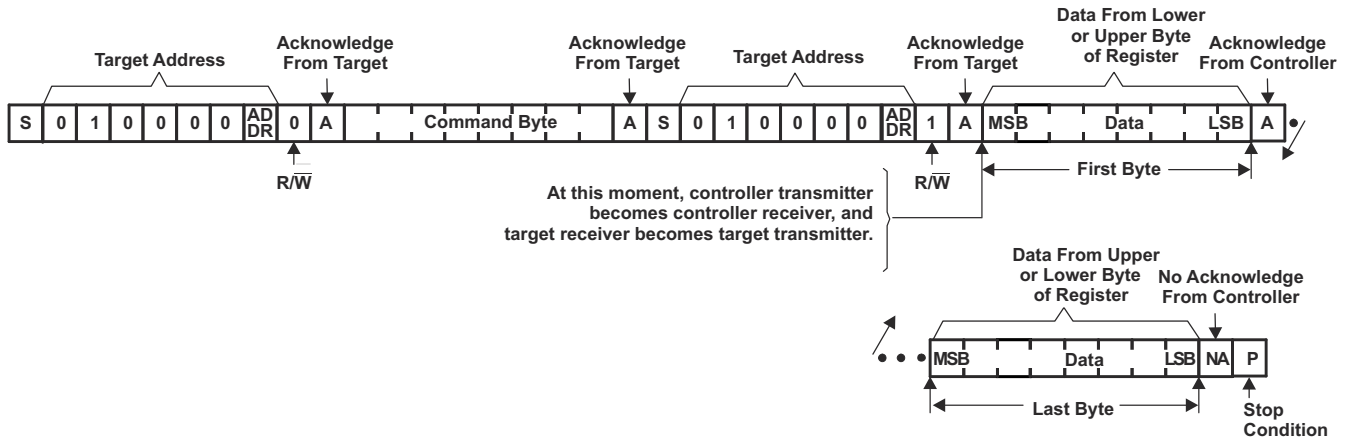 Target Address
Acknowledge
From Target
Acknowledge
From Target
Target Address
Acknowledge
From Target
Data From Lower
or Upper Byte
of Register
Acknowledge
From Controller
S 0 1 0 0 0 0 AD DR 0 A Command Byte A S 0 1 0 0 0 0 AD DR 1 A MSB Data LSB A
R/W̅
R/W̅
First Byte
At this moment, controller transmitter
becomes controller receiver, and
target receiver becomes target transmitter.
Data From Upper
or Lower Byte
of Register
No Acknowledge
From Controller
MSB Data LSB NA P
Last Byte
Stop
Condition